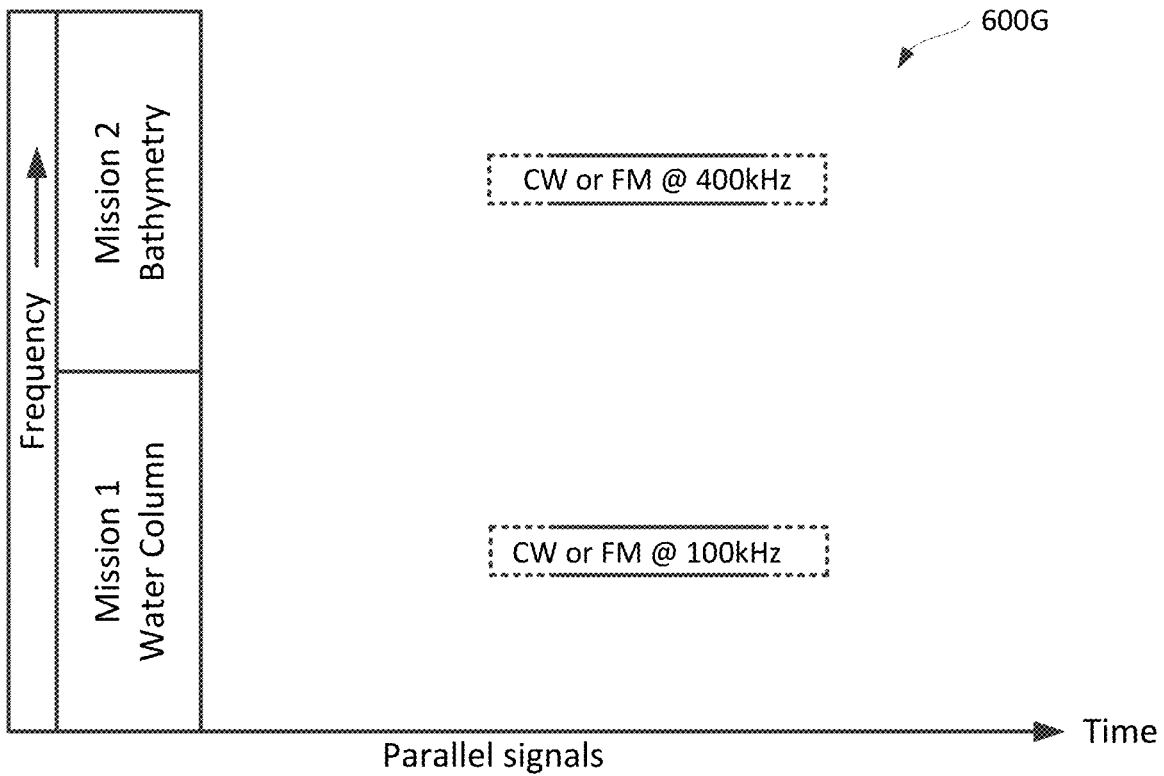 600G
Frequency
Mission 2
Bathymetry
CW or FM @ 400kHz
Mission 1
Water Column
CW or FM @ 100kHz
Time
Parallel signals